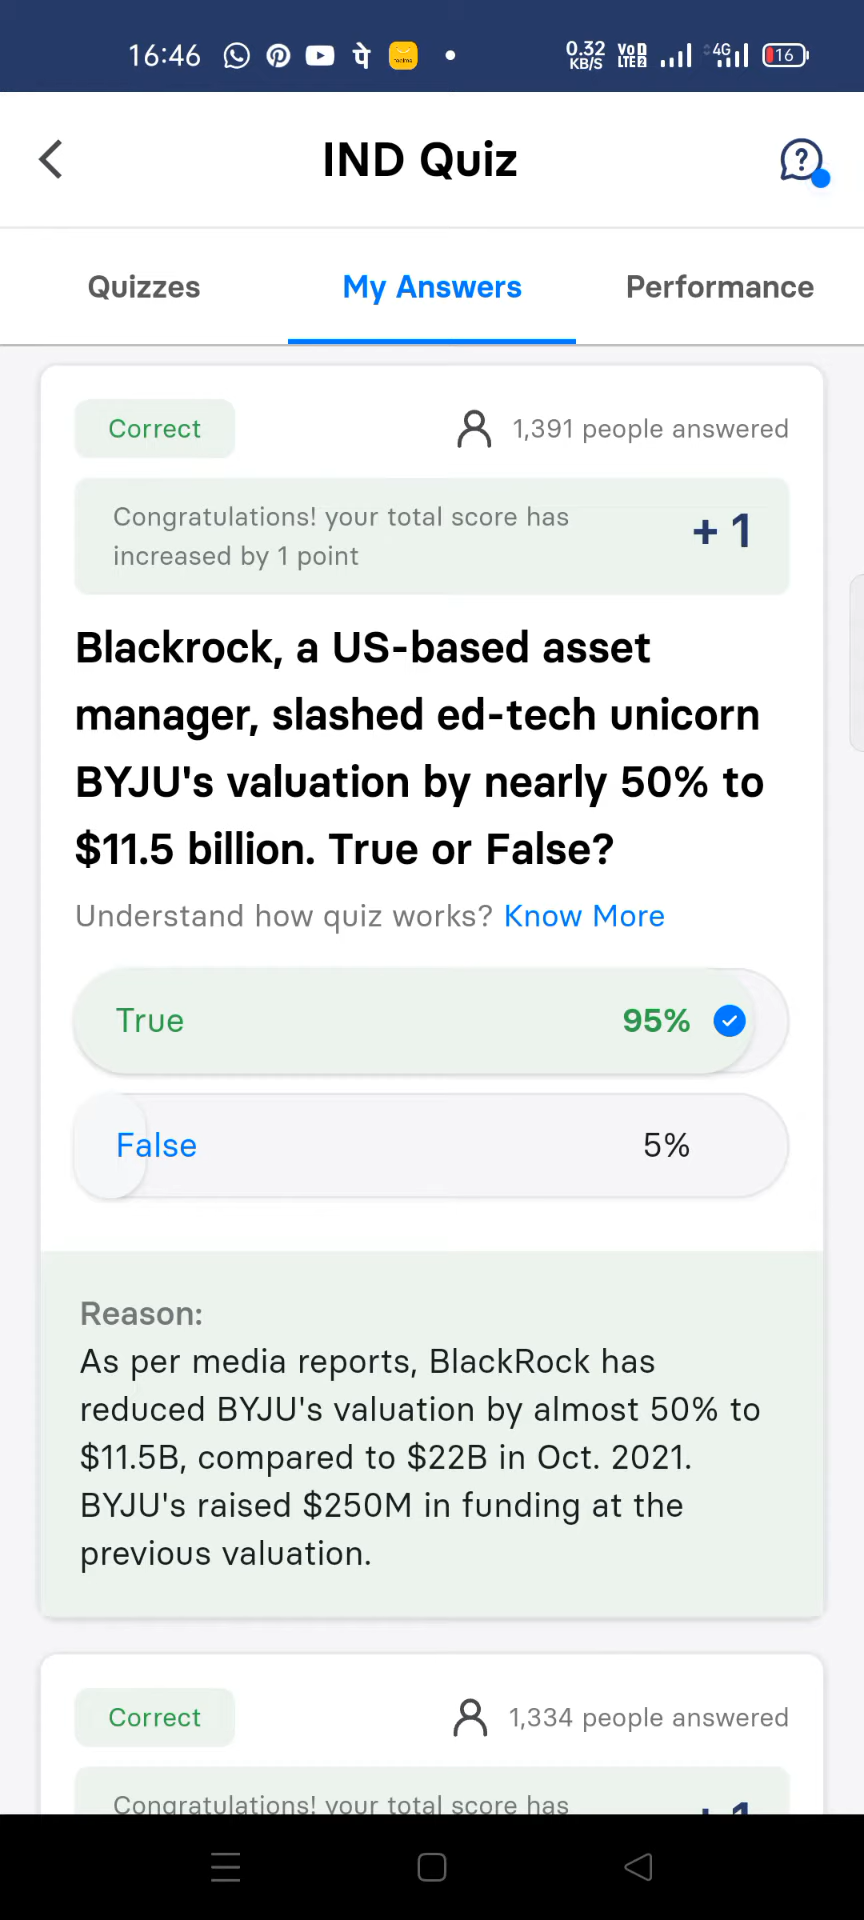 16:46 पे realme 0.32 KB/S VoD LTE2 4G 16
IND Quiz
Quizzes My Answers Performance
Correct 1,391 people answered
Congratulations! your total score has
increased by 1 point +1
Blackrock, a US-based asset
manager, slashed ed-tech unicorn
BYJU's valuation by nearly 50% to
$11.5 billion. True or False?
Understand how quiz works? Know More
True 95%
False 5%
Reason:
As per media reports, BlackRock has
reduced BYJU's valuation by almost 50% to
$11.5B, compared to $22B in Oct. 2021.
BYJU's raised $250M in funding at the
previous valuation.
Correct 1,334 people answered
Congratulations! your total score has +1